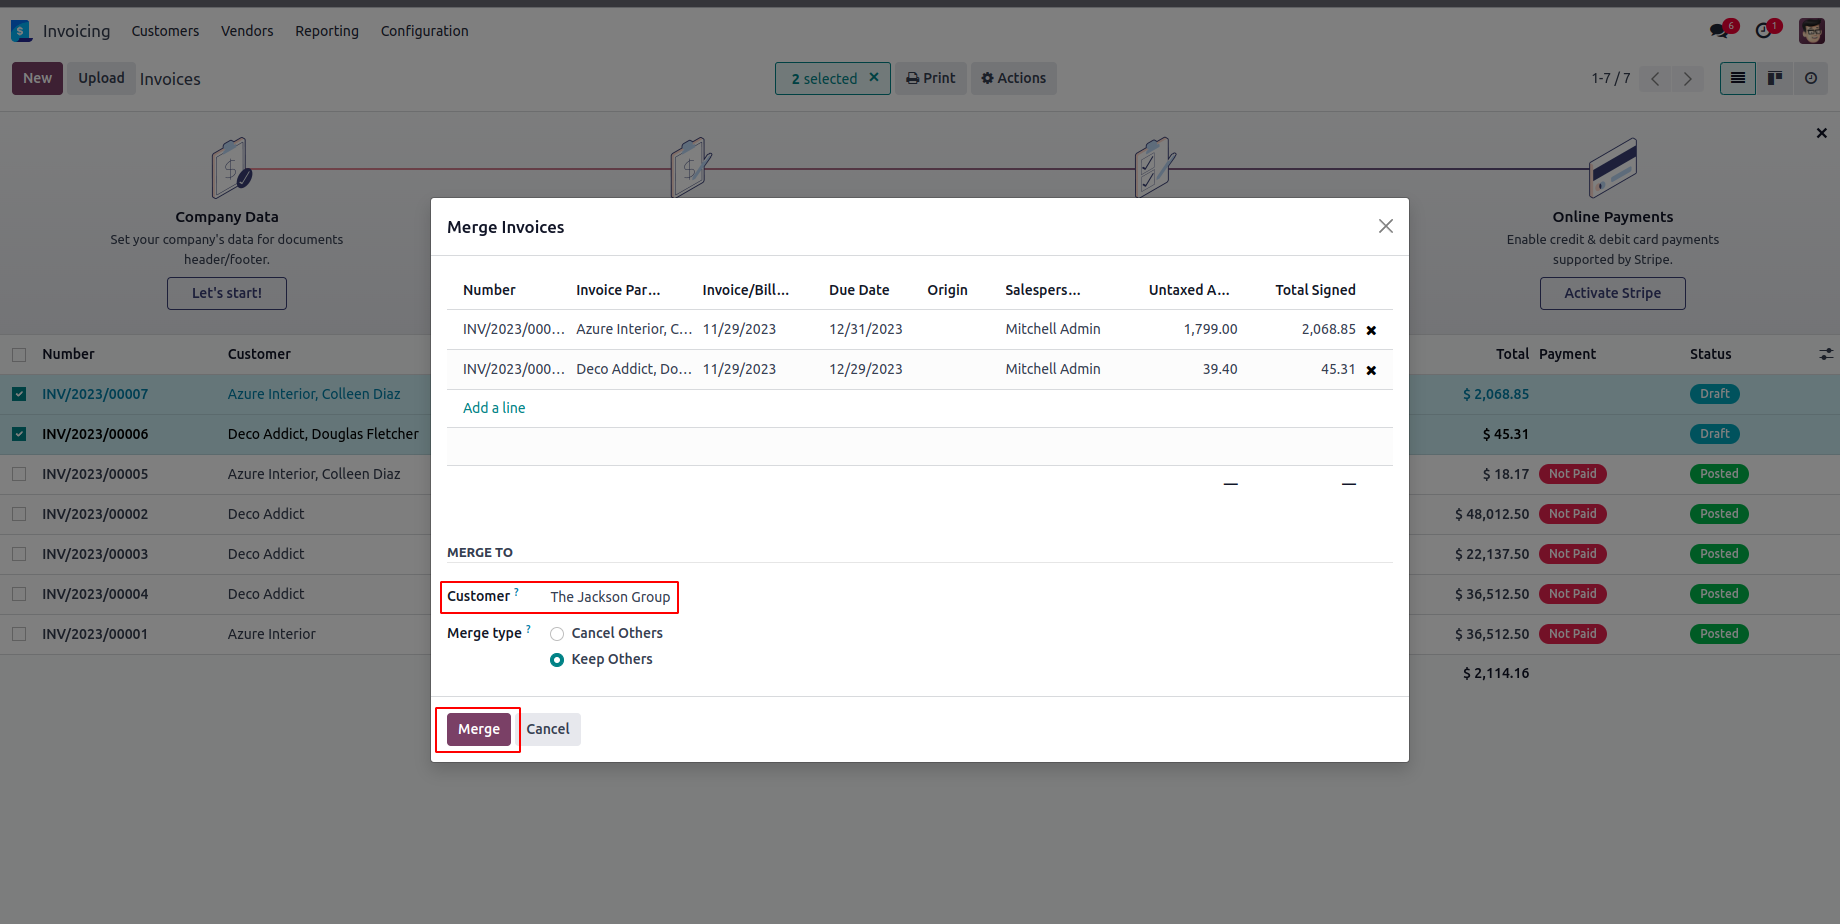 Invoicing Customers Vendors Reporting Configuration 6 1
New Upload Invoices 2 selected × Print Actions 1-7 / 7
Company Data
Set your company's data for documents
header/footer.
Let's start!
Online Payments
Enable credit & debit card payments
supported by Stripe.
Activate Stripe
Merge Invoices
Number Invoice Par... Invoice/Bill... Due Date Origin Salespers... Untaxed A... Total Signed
INV/2023/000... Azure Interior, C... 11/29/2023 12/31/2023 Mitchell Admin 1,799.00 2,068.85
INV/2023/000... Deco Addict, Do... 11/29/2023 12/29/2023 Mitchell Admin 39.40 45.31
Add a line
— —
MERGE TO
Customer ? The Jackson Group
Merge type ? Cancel Others
Keep Others
Merge Cancel
Number Customer Total Payment Status
INV/2023/00007 Azure Interior, Colleen Diaz $ 2,068.85 Draft
INV/2023/00006 Deco Addict, Douglas Fletcher $ 45.31 Draft
INV/2023/00005 Azure Interior, Colleen Diaz $ 18.17 Not Paid Posted
INV/2023/00002 Deco Addict $ 48,012.50 Not Paid Posted
INV/2023/00003 Deco Addict $ 22,137.50 Not Paid Posted
INV/2023/00004 Deco Addict $ 36,512.50 Not Paid Posted
INV/2023/00001 Azure Interior $ 36,512.50 Not Paid Posted
$ 2,114.16